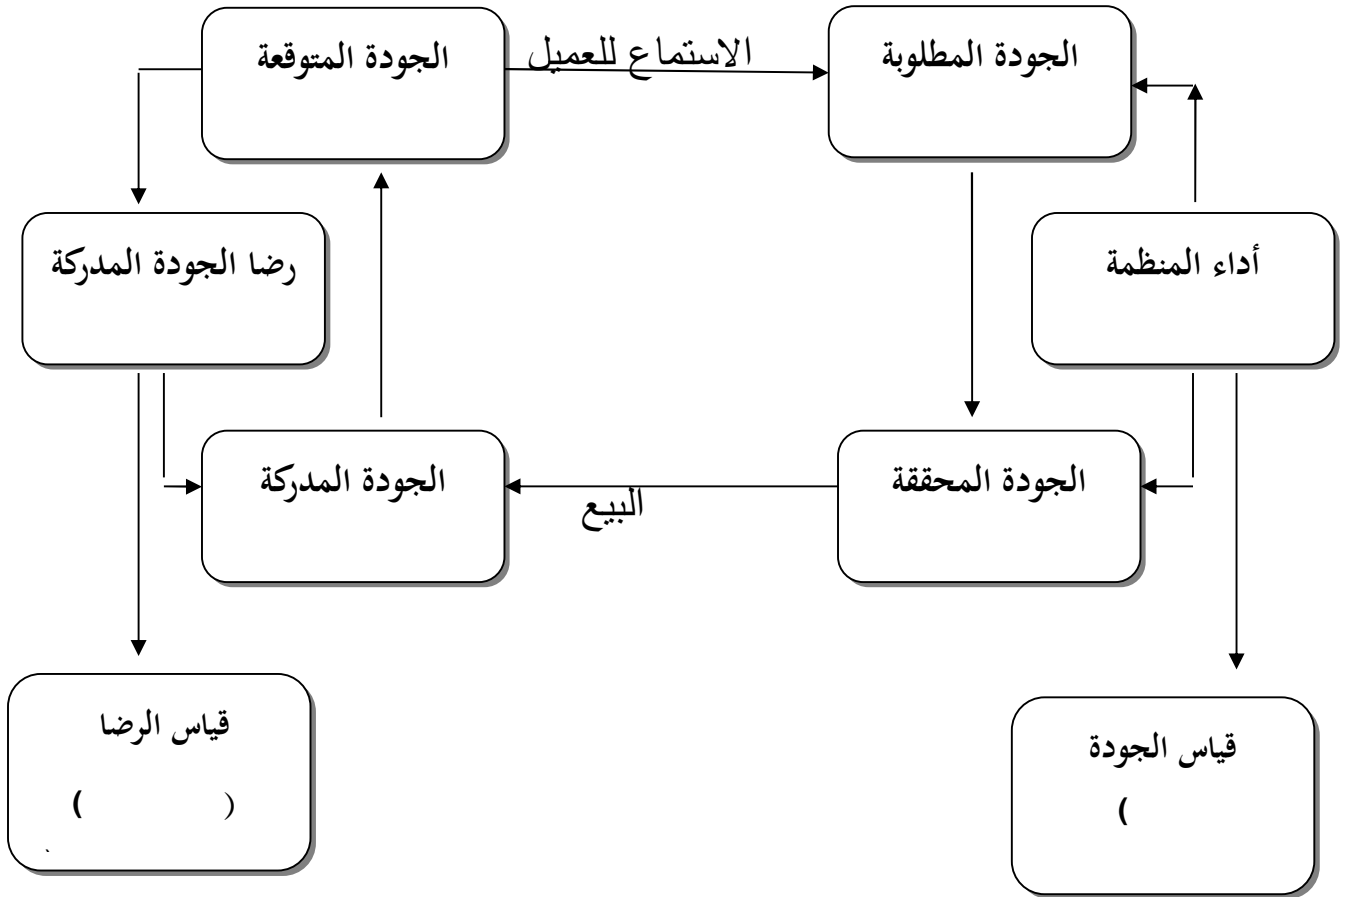 الجودة المطلوبة
الاستماع للعميل
الجودة المتوقعة
أداء المنظمة
رضا الجودة المدركة
الجودة المحققة
البيع
الجودة المدركة
قياس الجودة
)
قياس الرضا
( )